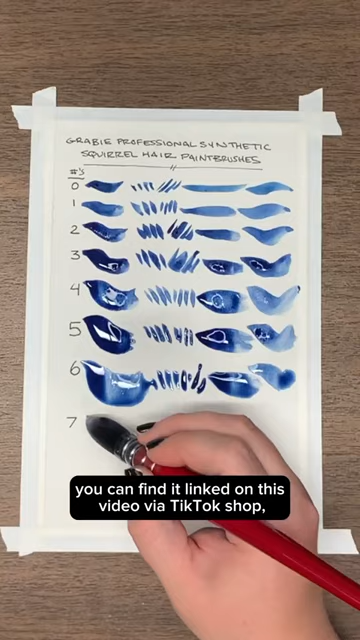 GRABIE PROFESSIONAL SYNTHETIC
SQUIRREL HAIR PAINTBRUSHES
#'s
0
1
2
3
4
5
6
7
you can find it linked on this
video via TikTok shop,